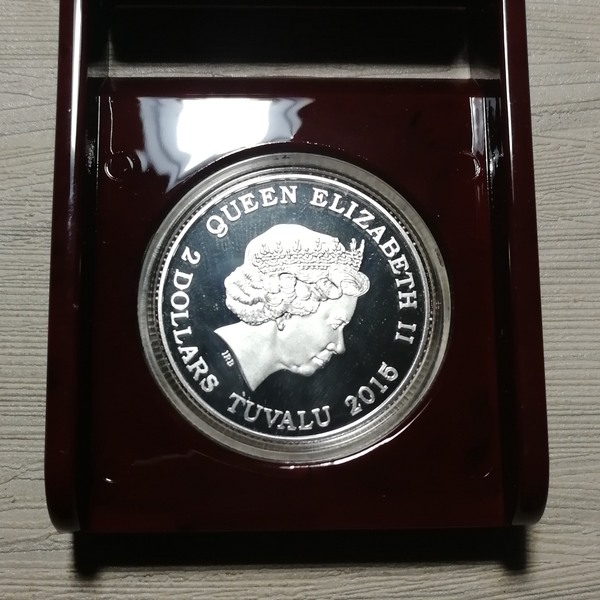 QUEEN ELIZABETH II
2 DOLLARS TUVALU 2015
IRB